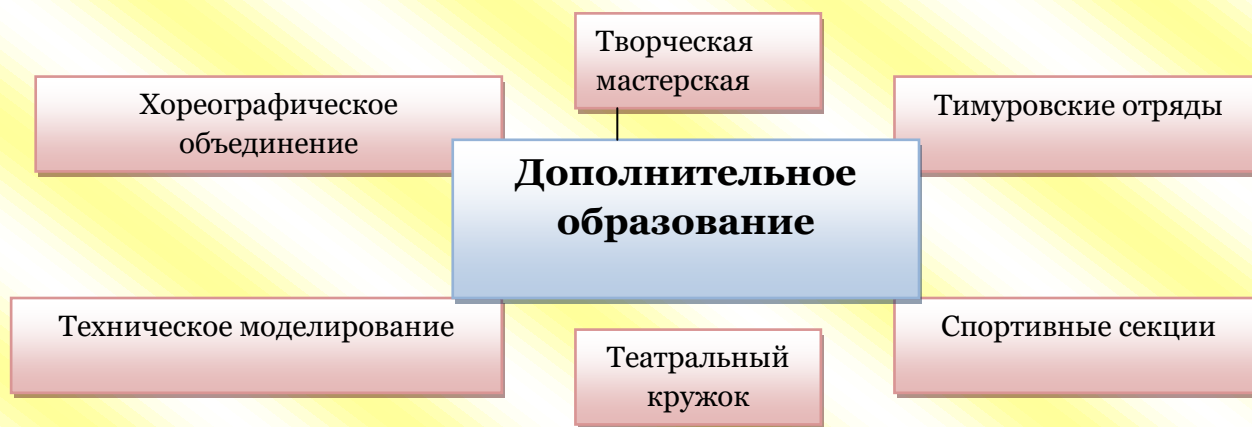 Творческая
мастерская
Хореографическое
объединение
Тимуровские отряды
Дополнительное
образование
Техническое моделирование
Театральный
кружок
Спортивные секции